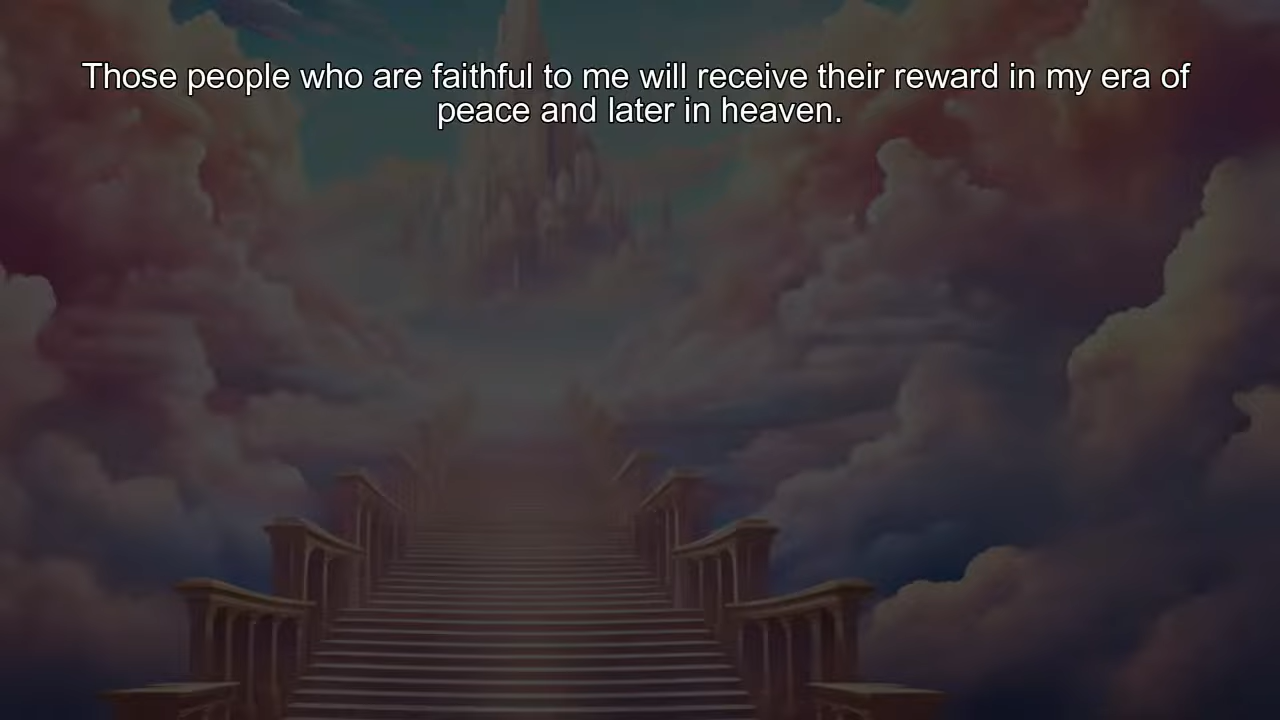 Those people who are faithful to me will receive their reward in my era of
peace and later in heaven.